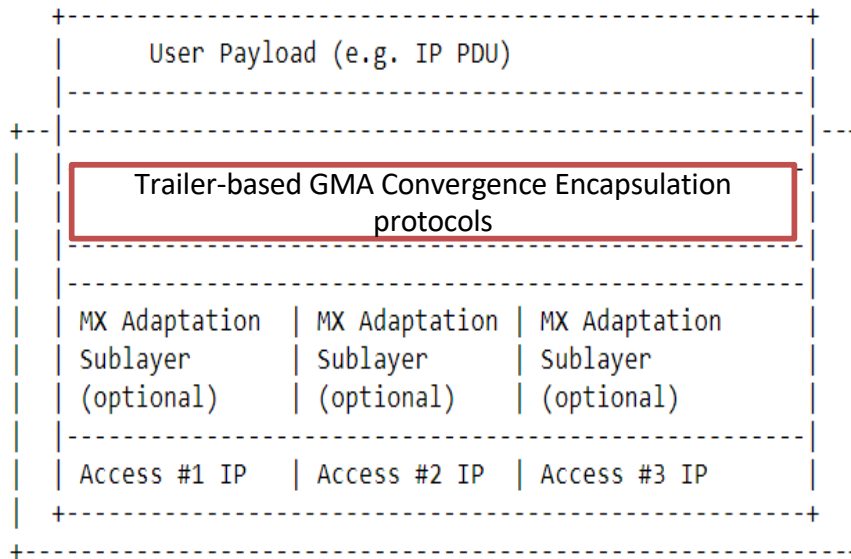 User Payload (e.g. IP PDU)
Trailer-based GMA Convergence Encapsulation
protocols
MX Adaptation | MX Adaptation | MX Adaptation
Sublayer | Sublayer | Sublayer
(optional) | (optional) | (optional)
Access #1 IP | Access #2 IP | Access #3 IP